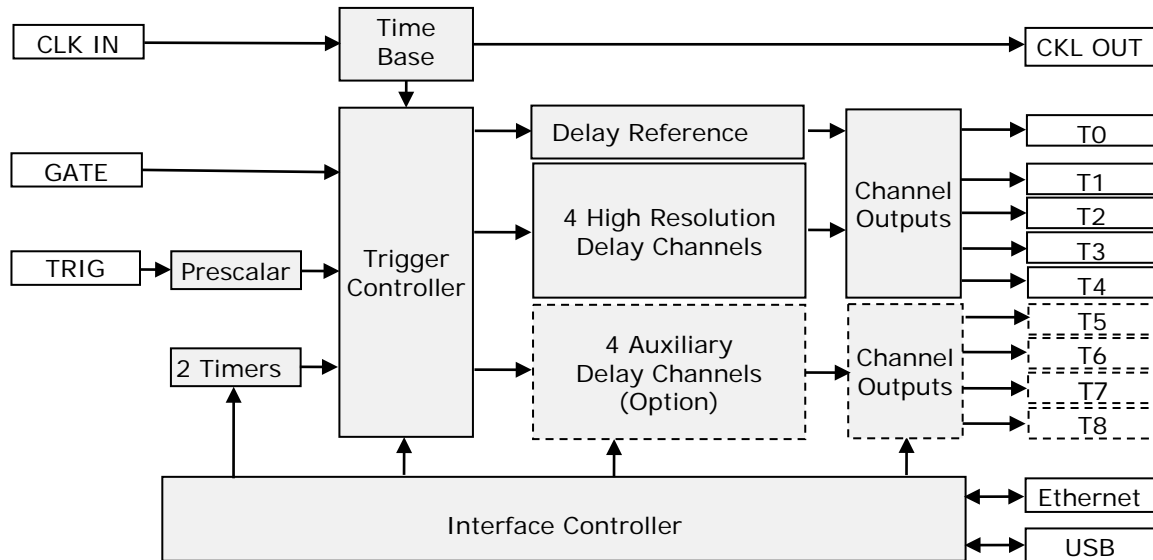 CLK IN
Time
Base
CKL OUT
GATE
TRIG
Prescalar
2 Timers
Trigger
Controller
Delay Reference
4 High Resolution
Delay Channels
4 Auxiliary
Delay Channels
(Option)
Channel
Outputs
Channel
Outputs
T0
T1
T2
T3
T4
T5
T6
T7
T8
Interface Controller
Ethernet
USB